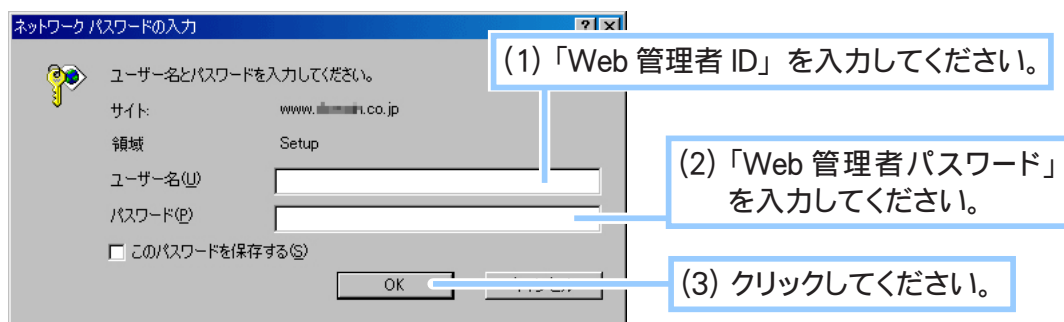 ネットワーク パスワードの入力
(1)「Web 管理者 ID」を入力してください。
ユーザー名とパスワードを入力してください。
サイト: www. .co.jp
領域 Setup
(2)「Web 管理者パスワード」
を入力してください。
ユーザー名(U)
パスワード(P)
このパスワードを保存する(S)
OK
(3) クリックしてください。